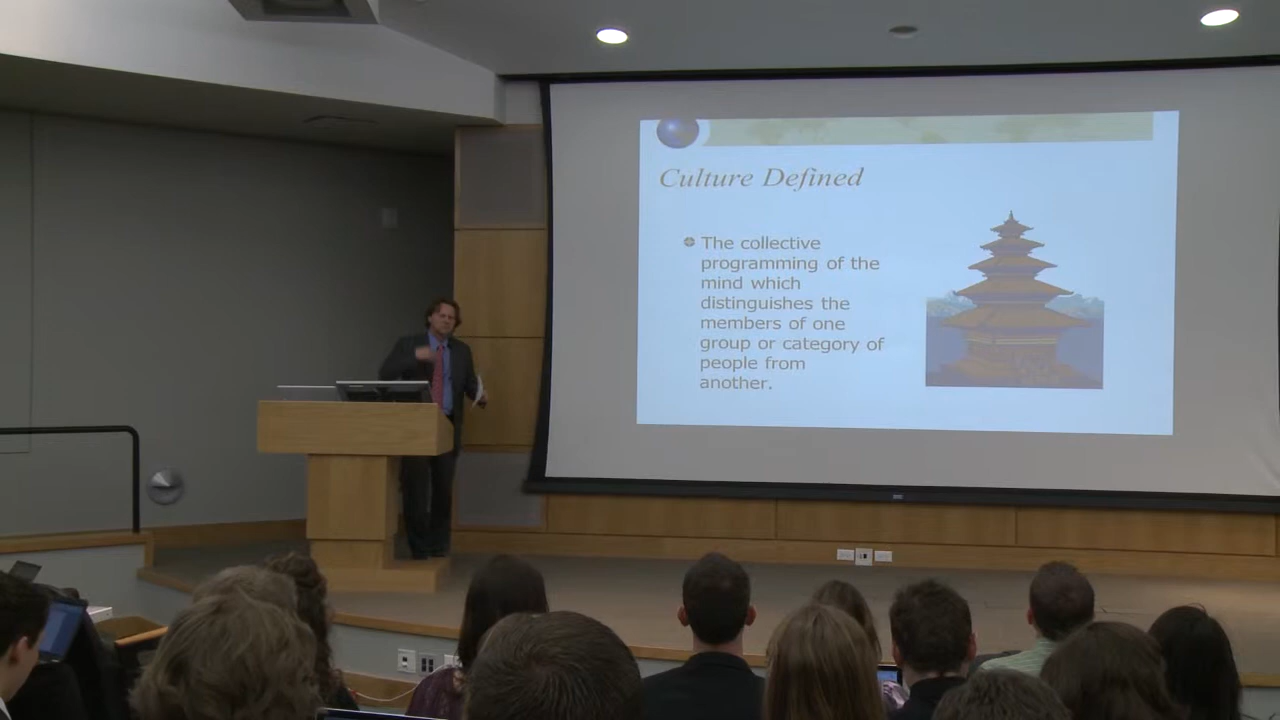 Culture Defined
The collective
programming of the
mind which
distinguishes the
members of one
group or category of
people from
another.